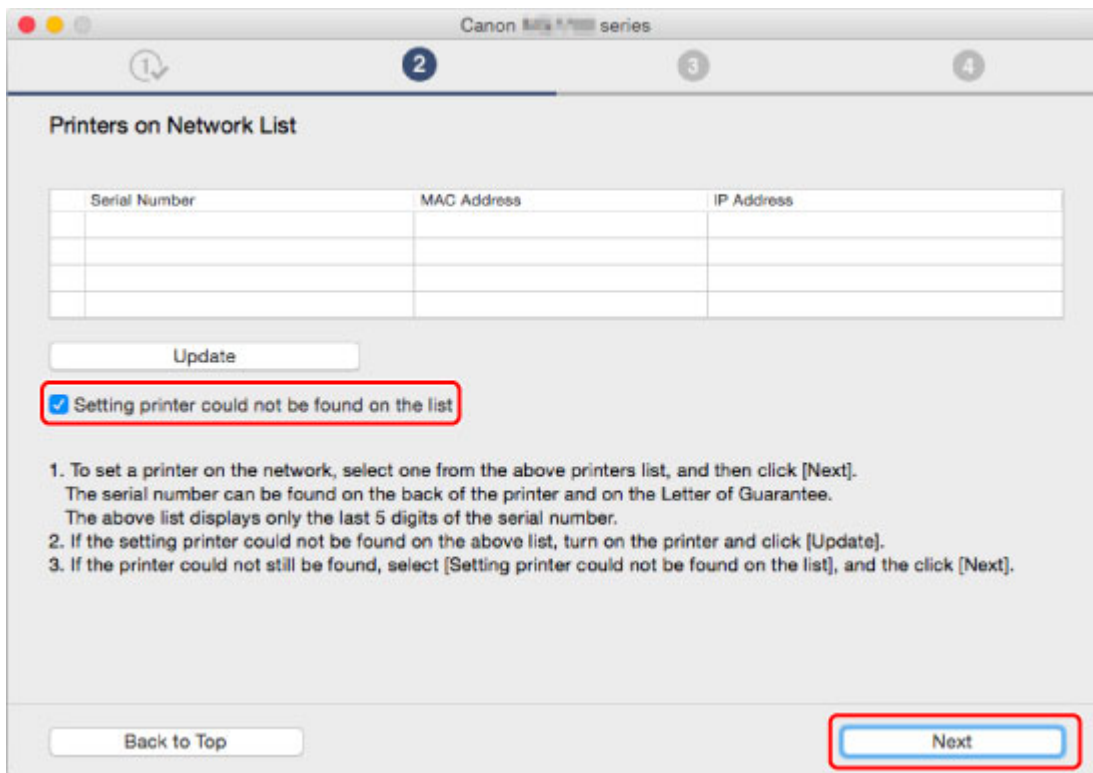 Canon series
1 2 3 4
Printers on Network List
Serial Number MAC Address IP Address
Update
Setting printer could not be found on the list
1. To set a printer on the network, select one from the above printers list, and then click [Next].
The serial number can be found on the back of the printer and on the Letter of Guarantee.
The above list displays only the last 5 digits of the serial number.
2. If the setting printer could not be found on the above list, turn on the printer and click [Update].
3. If the printer could not still be found, select [Setting printer could not be found on the list], and the click [Next].
Back to Top Next